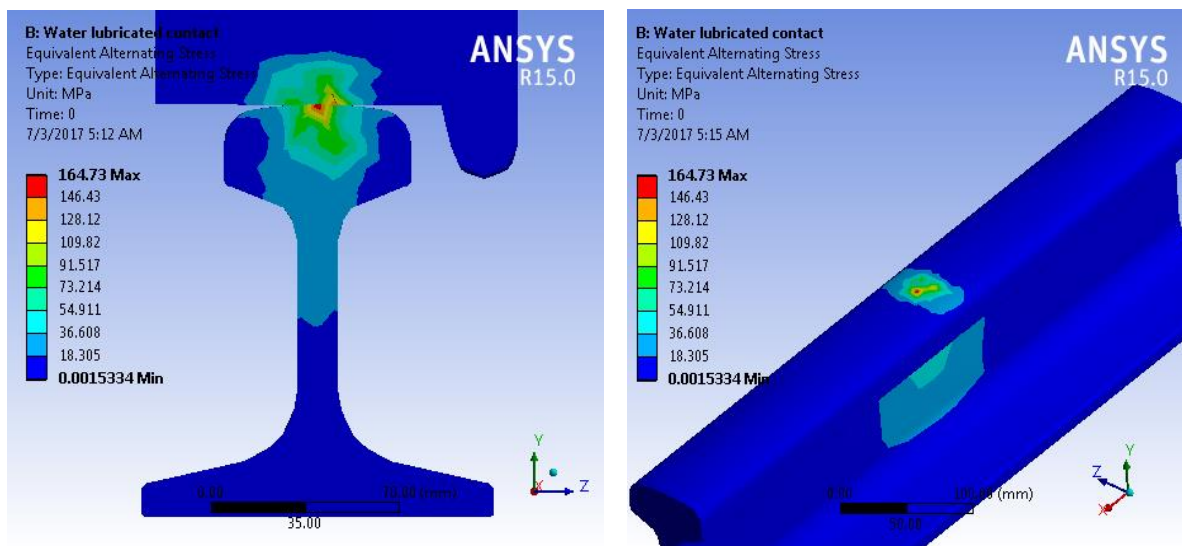 B: Water lubricated contact
Equivalent Alternating Stress
Type: Equivalent Alternating Stress
Unit: MPa
Time: 0
7/3/2017 5:12 AM
ANSYS
R15.0
164.73 Max
146.43
128.12
109.82
91.517
73.214
54.911
36.608
18.305
0.0015334 Min
0.00
70.00 (mm)
35.00
Y
Z
X
B: Water lubricated contact
Equivalent Alternating Stress
Type: Equivalent Alternating Stress
Unit: MPa
Time: 0
7/3/2017 5:15 AM
ANSYS
R15.0
164.73 Max
146.43
128.12
109.82
91.517
73.214
54.911
36.608
18.305
0.0015334 Min
0.00
100.00 (mm)
50.00
Y
Z
X